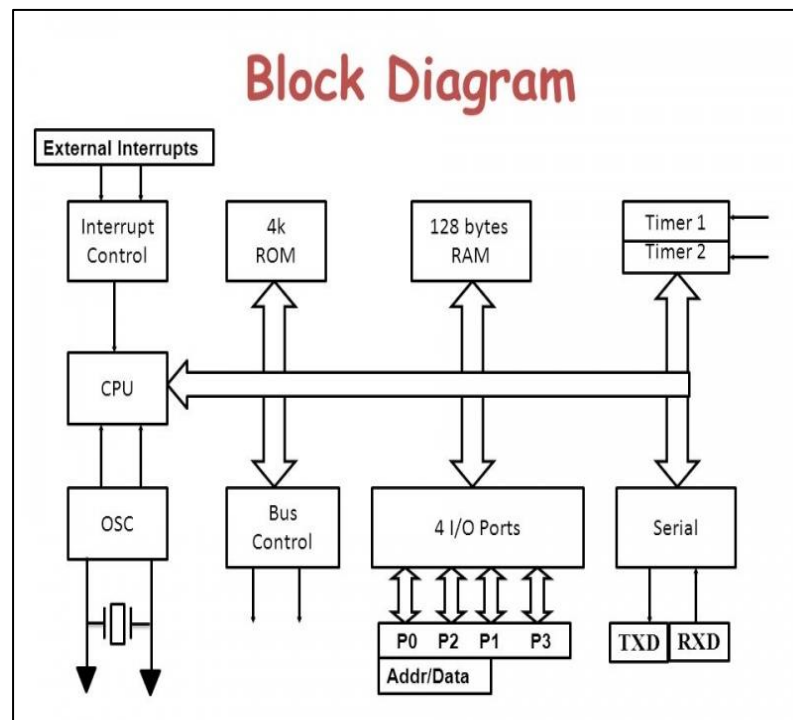 Block Diagram
External Interrupts
Interrupt
Control
4k
ROM
128 bytes
RAM
Timer 1
Timer 2
CPU
OSC
Bus
Control
4 I/O Ports
Serial
P0 P2 P1 P3
Addr/Data
TXD RXD